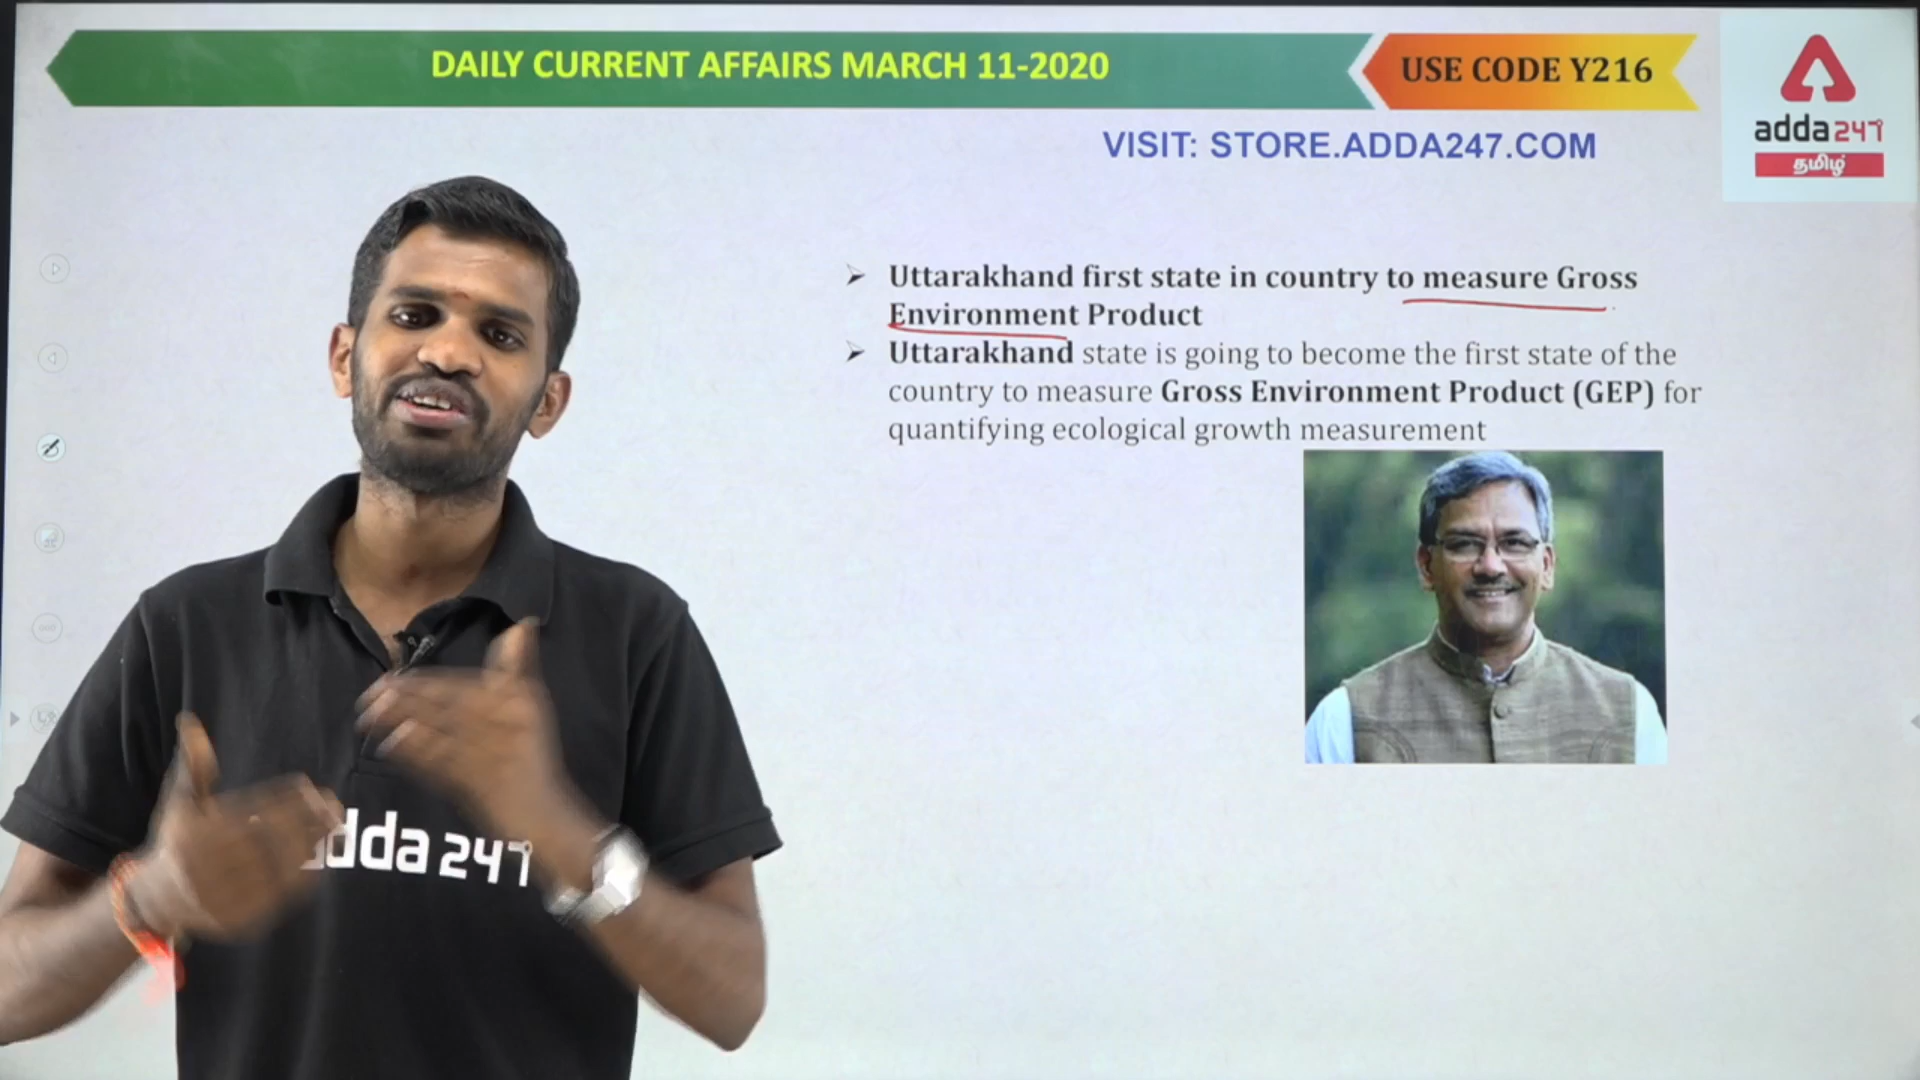 DAILY CURRENT AFFAIRS MARCH 11-2020
USE CODE Y216
adda247
தமிழ்
VISIT: STORE.ADDA247.COM
Uttarakhand first state in country to measure Gross
Environment Product
Uttarakhand state is going to become the first state of the
country to measure Gross Environment Product (GEP) for
quantifying ecological growth measurement
adda 247